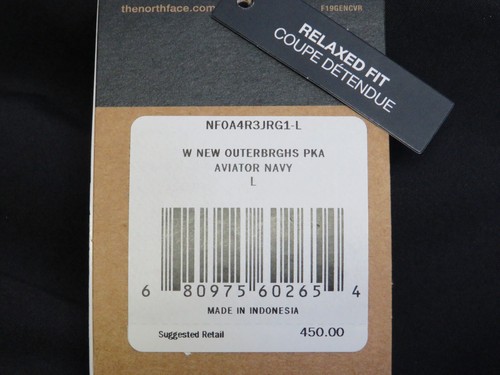 thenorthface.com
F19GENCVR
RELAXED FIT
COUPE DÉTENDUE
NF0A4R3JRG1-L
W NEW OUTERBRGHS PKA
AVIATOR NAVY
L
6 80975 60265 4
MADE IN INDONESIA
Suggested Retail 450.00